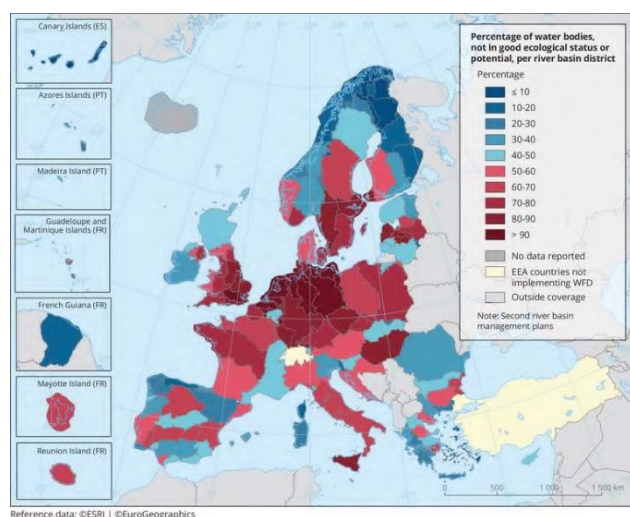 Canary Islands (ES)
Azores Islands (PT)
Madeira Island (PT)
Guadeloupe and
Martinique Islands (FR)
French Guiana (FR)
Mayotte Island (FR)
Reunion Island (FR)
Percentage of water bodies,
not in good ecological status or
potential, per river basin district
Percentage
≤ 10
10-20
20-30
30-40
40-50
50-60
60-70
70-80
80-90
> 90
No data reported
EEA countries not
implementing WFD
Outside coverage
Note: Second river basin
management plans
0 500 1 000 1 500 km
Reference data: ©ESRI | ©EuroGeographics